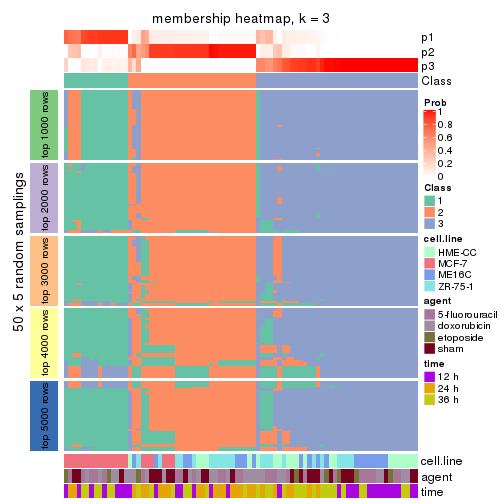 membership heatmap, k = 3
p1
p2
p3
Class
50 x 5 random samplings
top 1000 rows
top 2000 rows
top 3000 rows
top 4000 rows
top 5000 rows
cell.line
agent
time
Prob
1
0.8
0.6
0.4
0.2
0
Class
1
2
3
cell.line
HME-CC
MCF-7
ME16C
ZR-75-1
agent
5-fluorouracil
doxorubicin
etoposide
sham
time
12 h
24 h
36 h